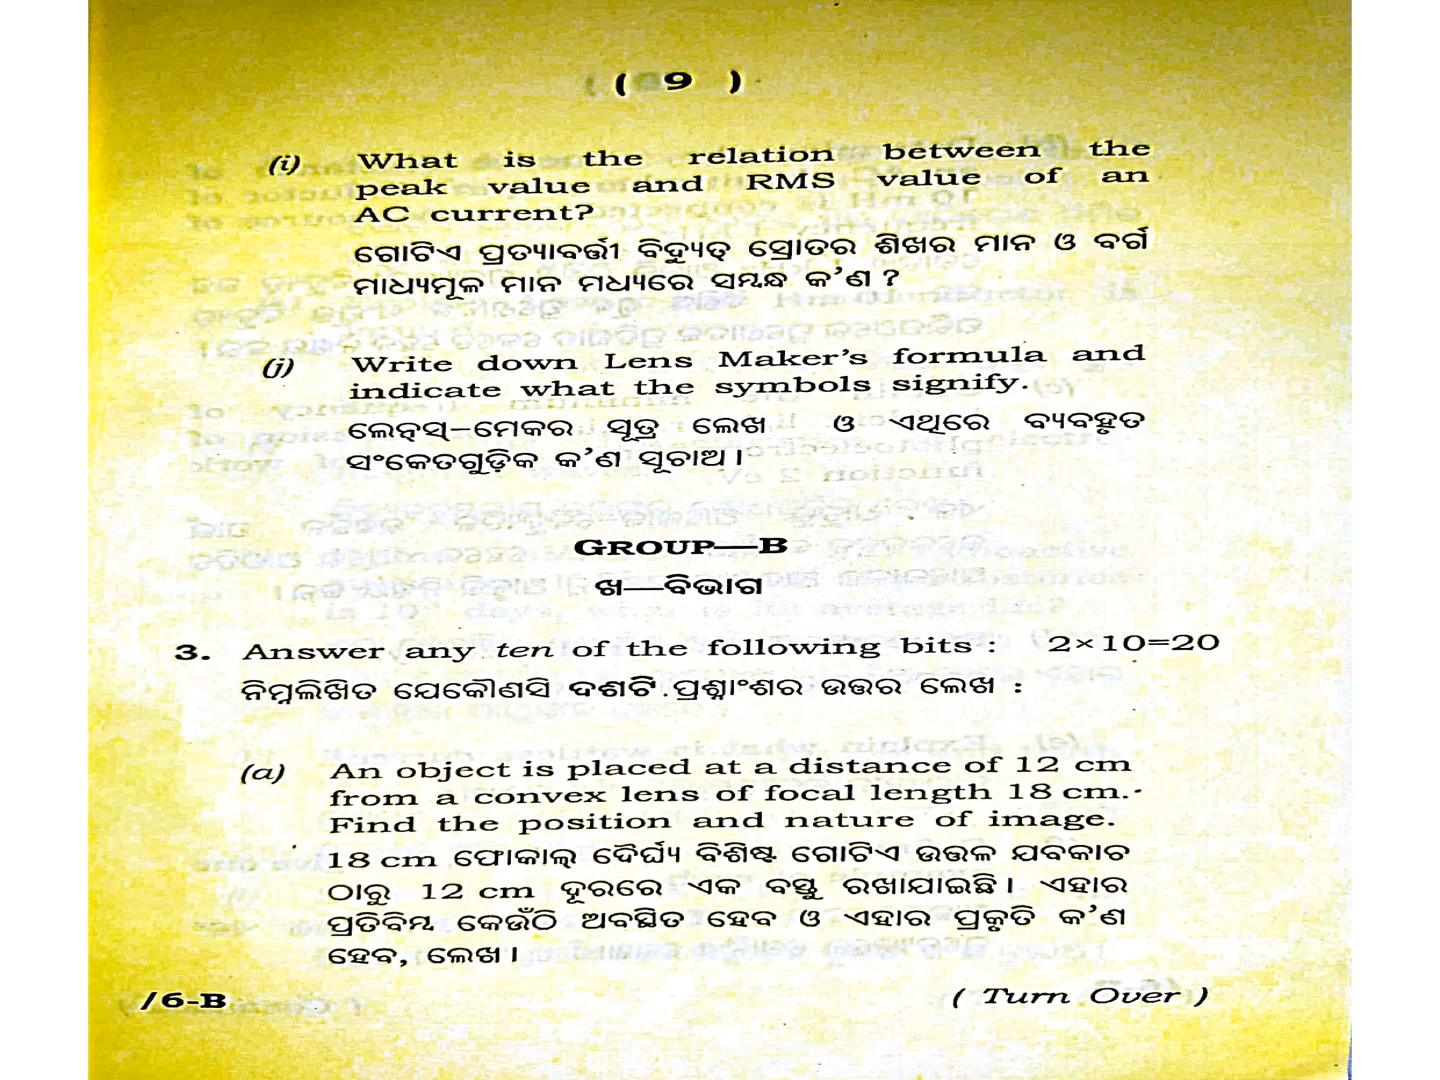 ( 9 )
(i) What is the relation between the
peak value and RMS value of an
AC current?
ଗୋଟିଏ ପ୍ରତ୍ୟାବର୍ତ୍ତୀ ବିଦ୍ୟୁତ୍ ସ୍ରୋତର ଶିଖର ମାନ ଓ ବର୍ଗ
ମାଧ୍ୟମୂଳ ମାନ ମଧ୍ୟରେ ସମ୍ବନ୍ଧ କ'ଣ ?
(j) Write down Lens Maker's formula and
indicate what the symbols signify.
ଲେନ୍ସ୍-ମେକର ସୂତ୍ର ଲେଖ ଓ ଏଥିରେ ବ୍ୟବହୃତ
ସଂକେତଗୁଡ଼ିକ କ'ଣ ସୂଚାଅ ।
GROUP—B
ଖ—ବିଭାଗ
3. Answer any ten of the following bits : 2×10=20
ନିମ୍ନଲିଖିତ ଯେକୌଣସି ଦଶଟି ପ୍ରଶ୍ନାଂଶର ଉତ୍ତର ଲେଖ :
(a) An object is placed at a distance of 12 cm
from a convex lens of focal length 18 cm.
Find the position and nature of image.
18 cm ଫୋକାଲ୍ ଦୈର୍ଘ୍ୟ ବିଶିଷ୍ଟ ଗୋଟିଏ ଉତ୍ତଳ ଯବକାଚ
ଠାରୁ 12 cm ଦୂରରେ ଏକ ବସ୍ତୁ ରଖାଯାଇଛି । ଏହାର
ପ୍ରତିବିମ୍ବ କେଉଁଠି ଅବସ୍ଥିତ ହେବ ଓ ଏହାର ପ୍ରକୃତି କ'ଣ
ହେବ, ଲେଖ ।
/6-B ( Turn Over )